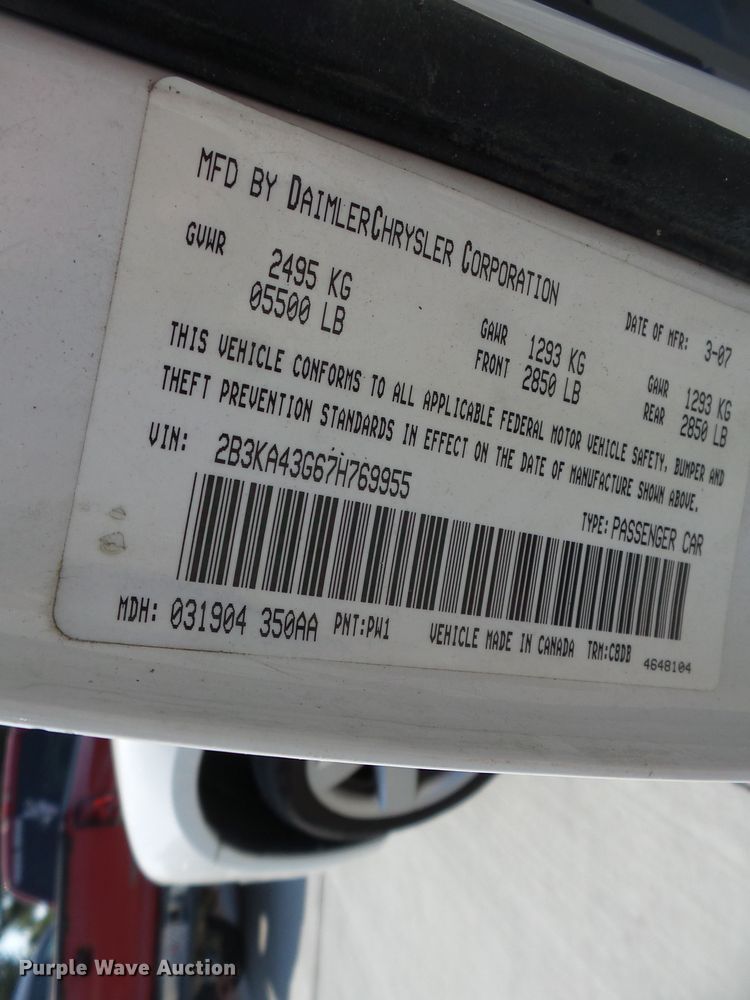 MFD BY DAIMLERCHRYSLER CORPORATION
DATE OF MFR: 3-07
GVWR 2495 KG
05500 LB
GAWR FRONT 1293 KG
2850 LB
GAWR REAR 1293 KG
2850 LB
THIS VEHICLE CONFORMS TO ALL APPLICABLE FEDERAL MOTOR VEHICLE SAFETY, BUMPER AND
THEFT PREVENTION STANDARDS IN EFFECT ON THE DATE OF MANUFACTURE SHOWN ABOVE.
VIN: 2B3KA43G67H769955
TYPE: PASSENGER CAR
MDH: 031904 350AA PNT:PW1 VEHICLE MADE IN CANADA TRM:C8DB
4648104
Purple Wave Auction